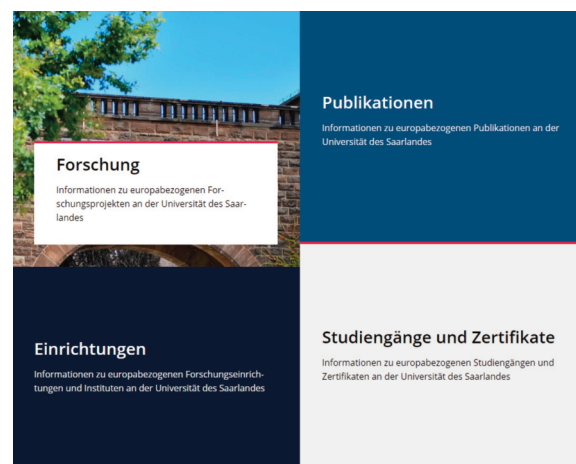 Forschung
Informationen zu europabezogenen For-
schungsprojekten an der Universität des Saar-
landes
Publikationen
Informationen zu europabezogenen Publikationen an der
Universität des Saarlandes
Einrichtungen
Informationen zu europabezogenen Forschungseinrich-
tungen und Instituten an der Universität des Saarlandes
Studiengänge und Zertifikate
Informationen zu europabezogenen Studiengängen und
Zertifikaten an der Universität des Saarlandes